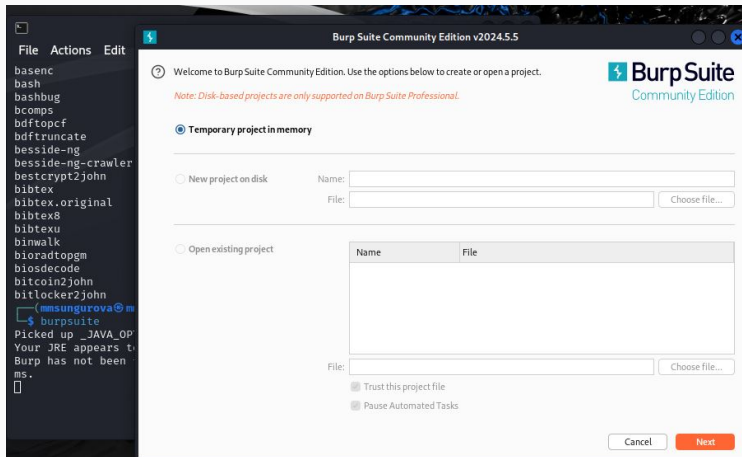 File Actions Edit
basenc
bash
bashbug
bcomps
bdftopcf
bdftruncate
besside-ng
besside-ng-crawler
bestcrypt2john
bibtex
bibtex.original
bibtex8
bibtexu
binwalk
bioradtopgm
biosdecode
bitcoin2john
bitlocker2john
(mmsungurova㉿m
$ burpsuite
Picked up _JAVA_OP
Your JRE appears t
Burp has not been
ms.
Burp Suite Community Edition v2024.5.5
Welcome to Burp Suite Community Edition. Use the options below to create or open a project.
Note: Disk-based projects are only supported on Burp Suite Professional.
Burp Suite
Community Edition
Temporary project in memory
New project on disk
Name:
File:
Choose file...
Open existing project
Name File
File:
Choose file...
Trust this project file
Pause Automated Tasks
Cancel
Next